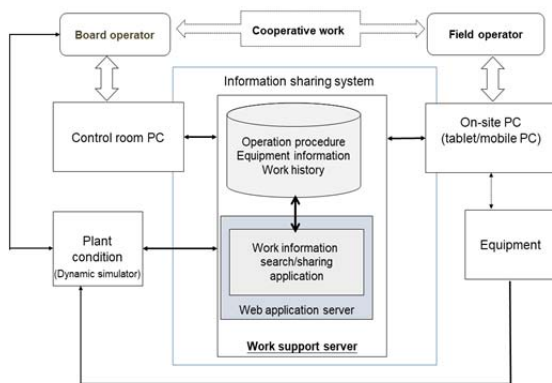 Board operator
Cooperative work
Field operator
Information sharing system
Control room PC
Operation procedure
Equipment information
Work history
On-site PC
(tablet/mobile PC)
Plant
condition
(Dynamic simulator)
Work information
search/sharing
application
Web application server
Equipment
Work support server